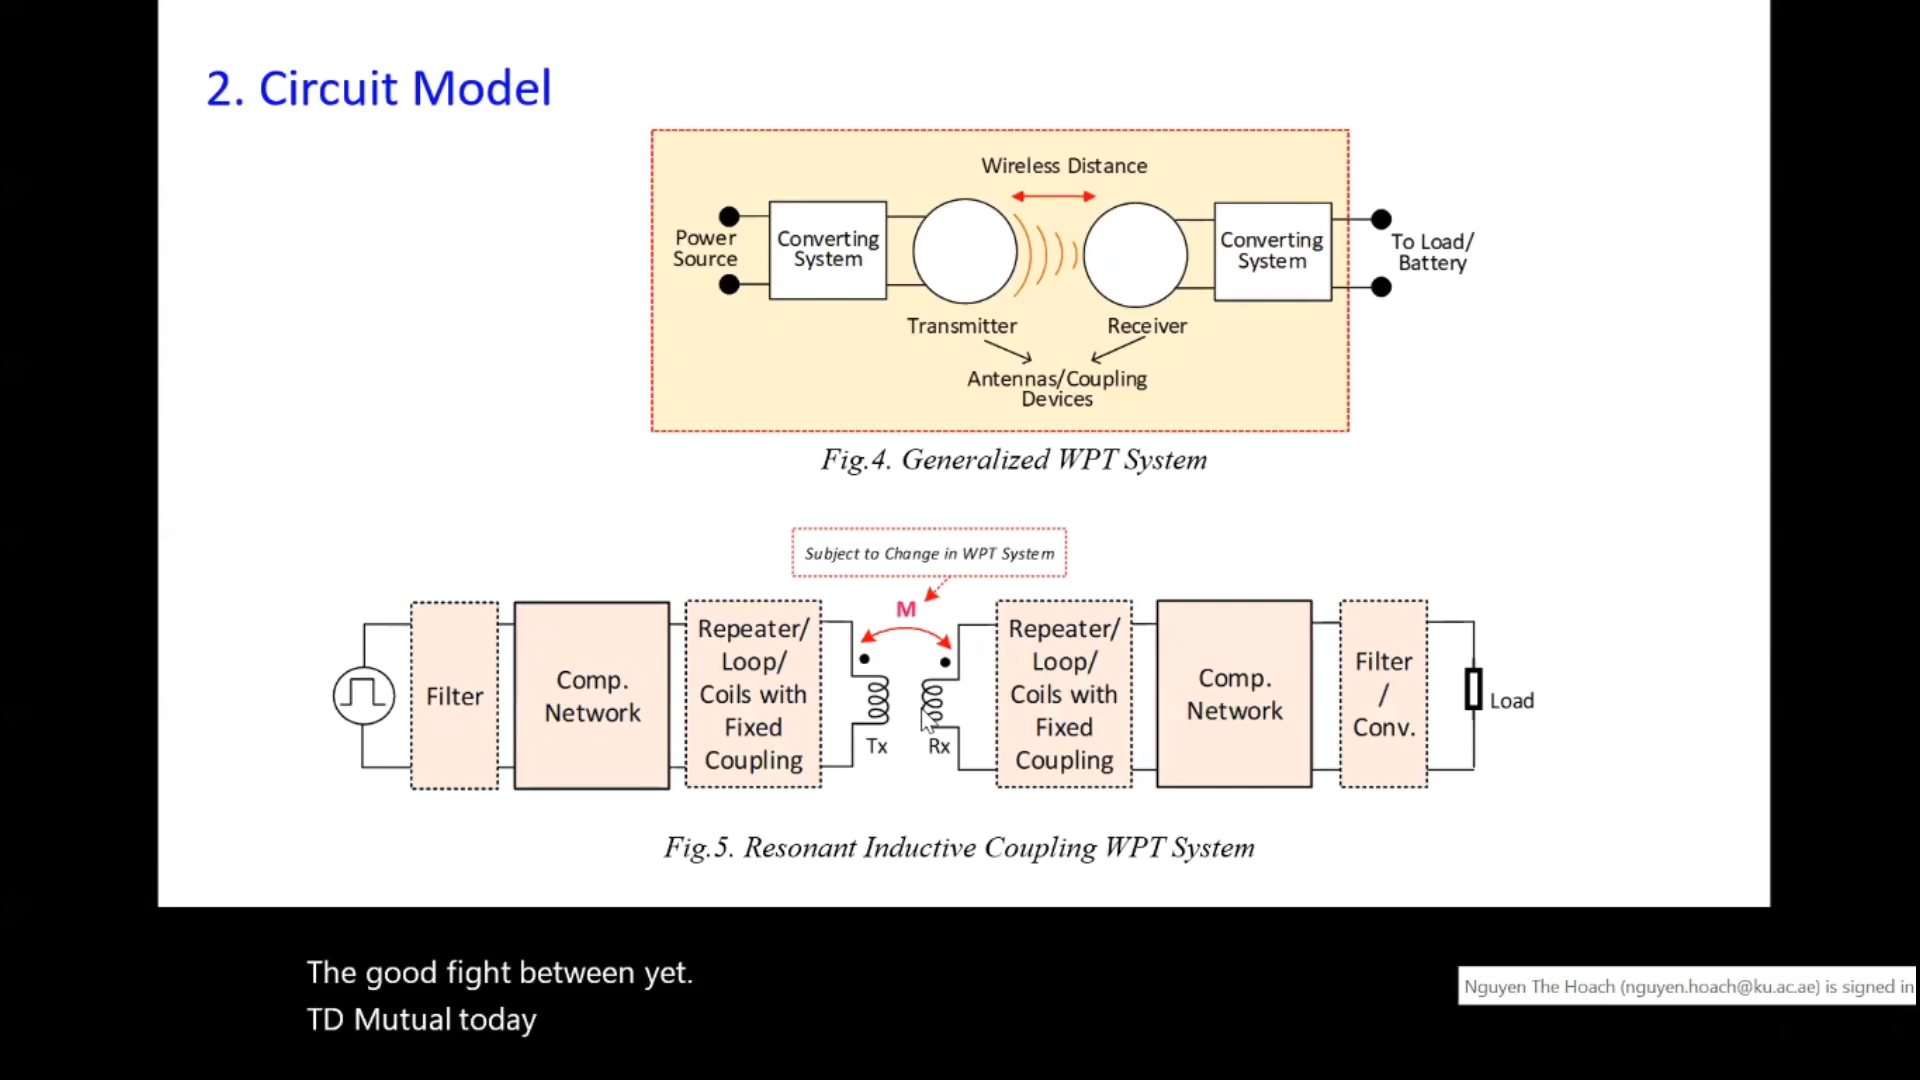 2. Circuit Model
Wireless Distance
Power
Source
Converting
System
Converting
System
To Load/
Battery
Transmitter
Receiver
Antennas/Coupling
Devices
Fig.4. Generalized WPT System
Subject to Change in WPT System
M
Filter
Comp.
Network
Repeater/
Loop/
Coils with
Fixed
Coupling
Tx
Rx
Repeater/
Loop/
Coils with
Fixed
Coupling
Comp.
Network
Filter
/
Conv.
Load
Fig.5. Resonant Inductive Coupling WPT System
The good fight between yet.
TD Mutual today
Nguyen The Hoach (nguyen.hoach@ku.ac.ae) is signed in